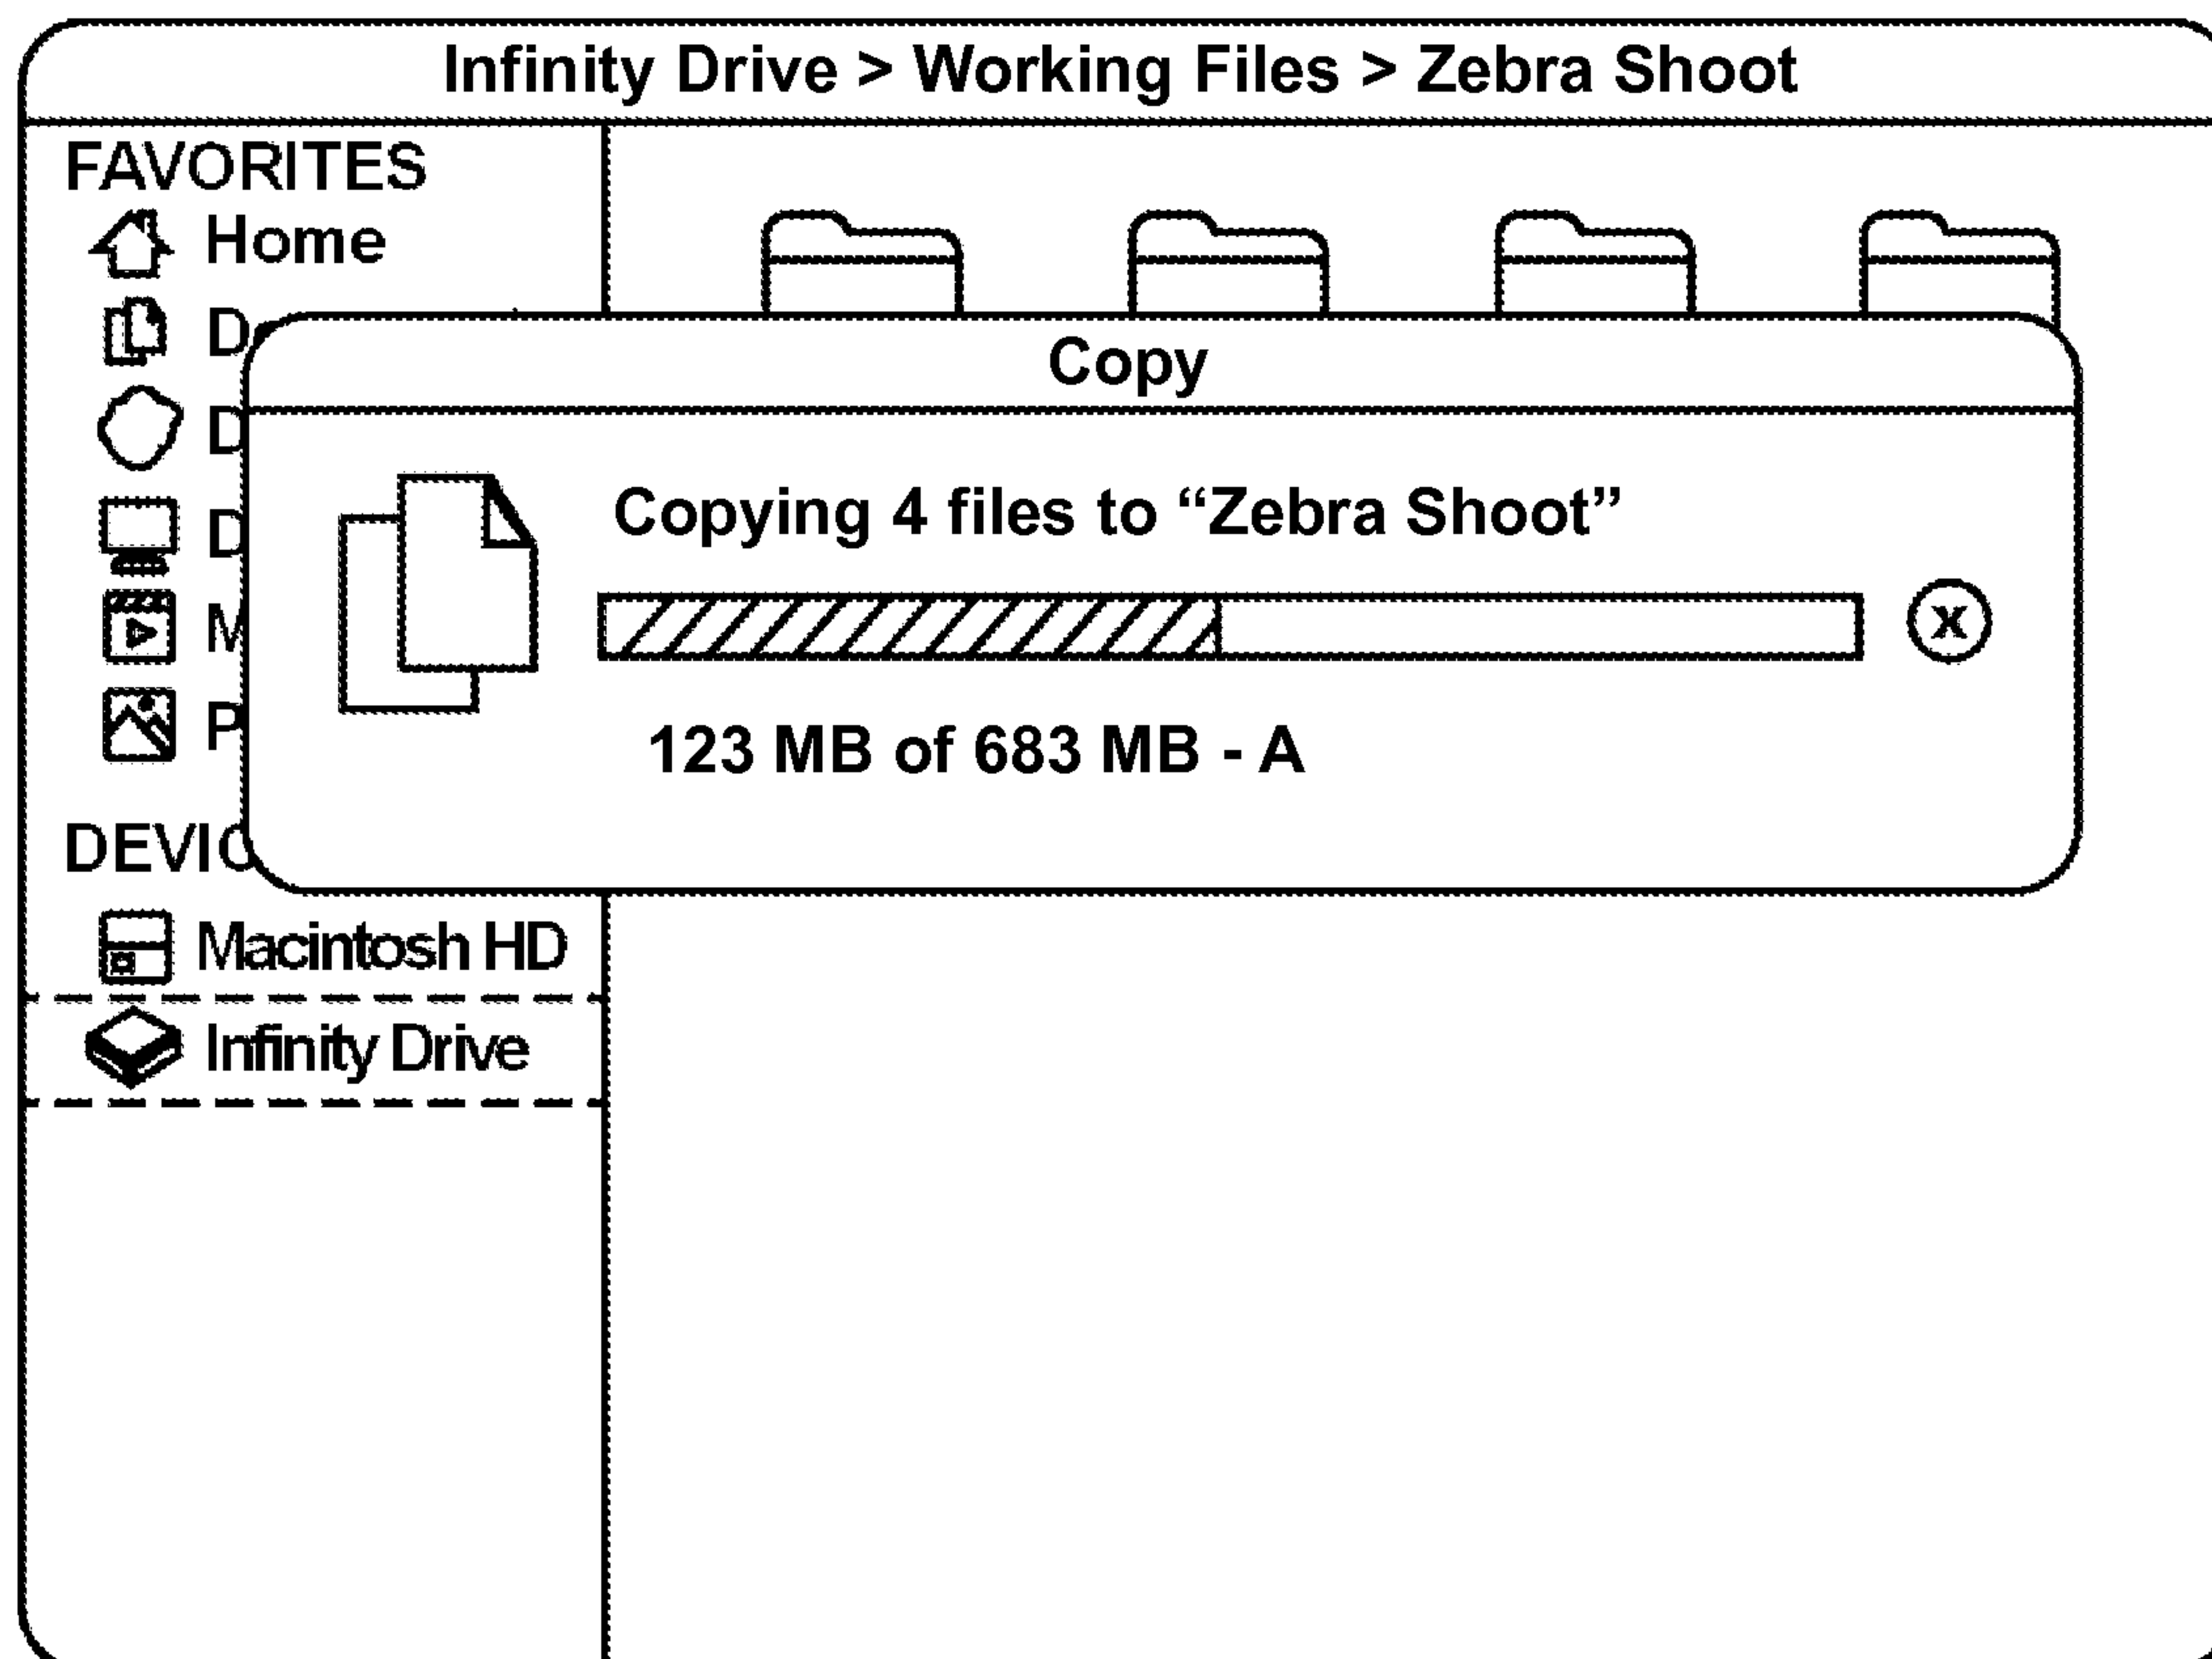 Infinity Drive > Working Files > Zebra Shoot
FAVORITES
Home
D
D
D
M
P
DEVIC
Macintosh HD
Infinity Drive
Copy
Copying 4 files to “Zebra Shoot”
x
123 MB of 683 MB - A